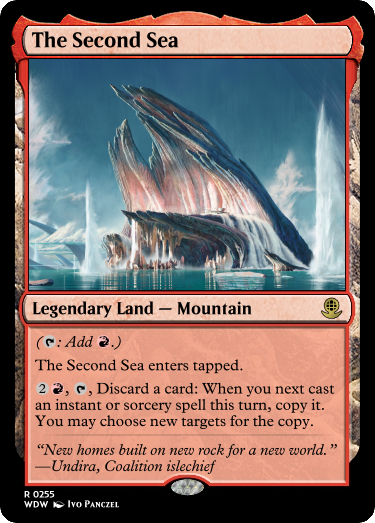 The Second Sea
Legendary Land — Mountain
(T: Add R.)
The Second Sea enters tapped.
2R, T, Discard a card: When you next cast
an instant or sorcery spell this turn, copy it.
You may choose new targets for the copy.
“New homes built on new rock for a new world.”
—Undira, Coalition islechief
R 0255
WDW Ivo Panczel